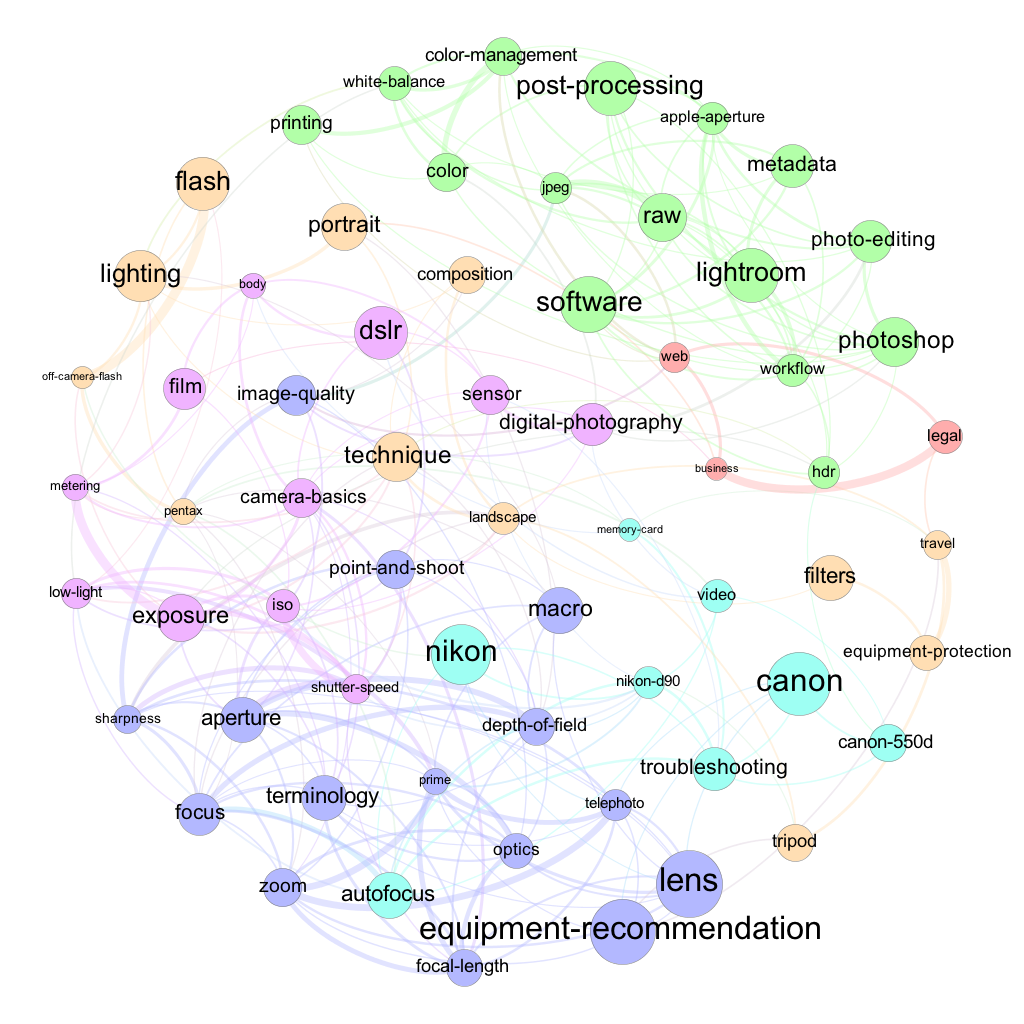 color-management
white-balance
post-processing
apple-aperture
printing
metadata
color
flash
jpeg
raw
portrait
photo-editing
lighting
composition
lightroom
body
software
dslr
photoshop
web
workflow
off-camera-flash
film
image-quality
sensor
digital-photography
legal
technique
business
hdr
metering
camera-basics
pentax
landscape
memory-card
travel
point-and-shoot
filters
low-light
video
iso
exposure
macro
nikon
equipment-protection
nikon-d90
canon
shutter-speed
sharpness
aperture
depth-of-field
canon-550d
troubleshooting
prime
terminology
telephoto
focus
tripod
optics
zoom
autofocus
lens
equipment-recommendation
focal-length